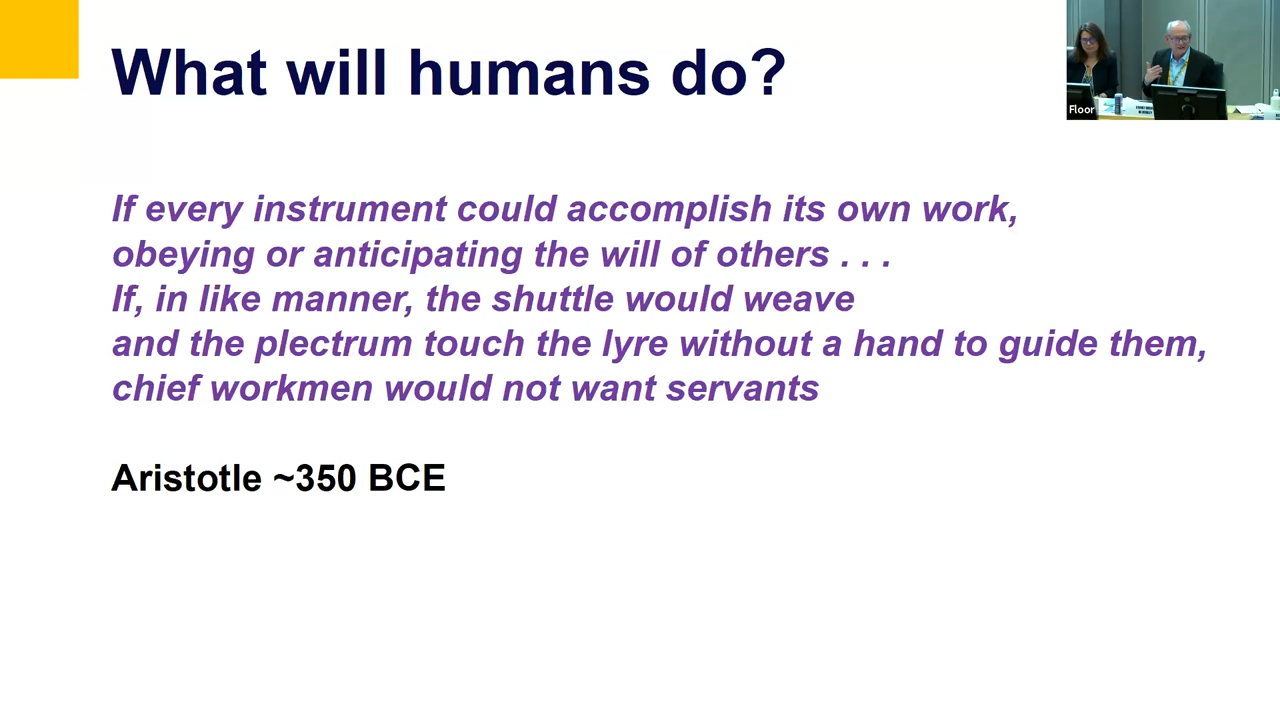 What will humans do?
If every instrument could accomplish its own work,
obeying or anticipating the will of others . . .
If, in like manner, the shuttle would weave
and the plectrum touch the lyre without a hand to guide them,
chief workmen would not want servants
Aristotle ~350 BCE
Floor